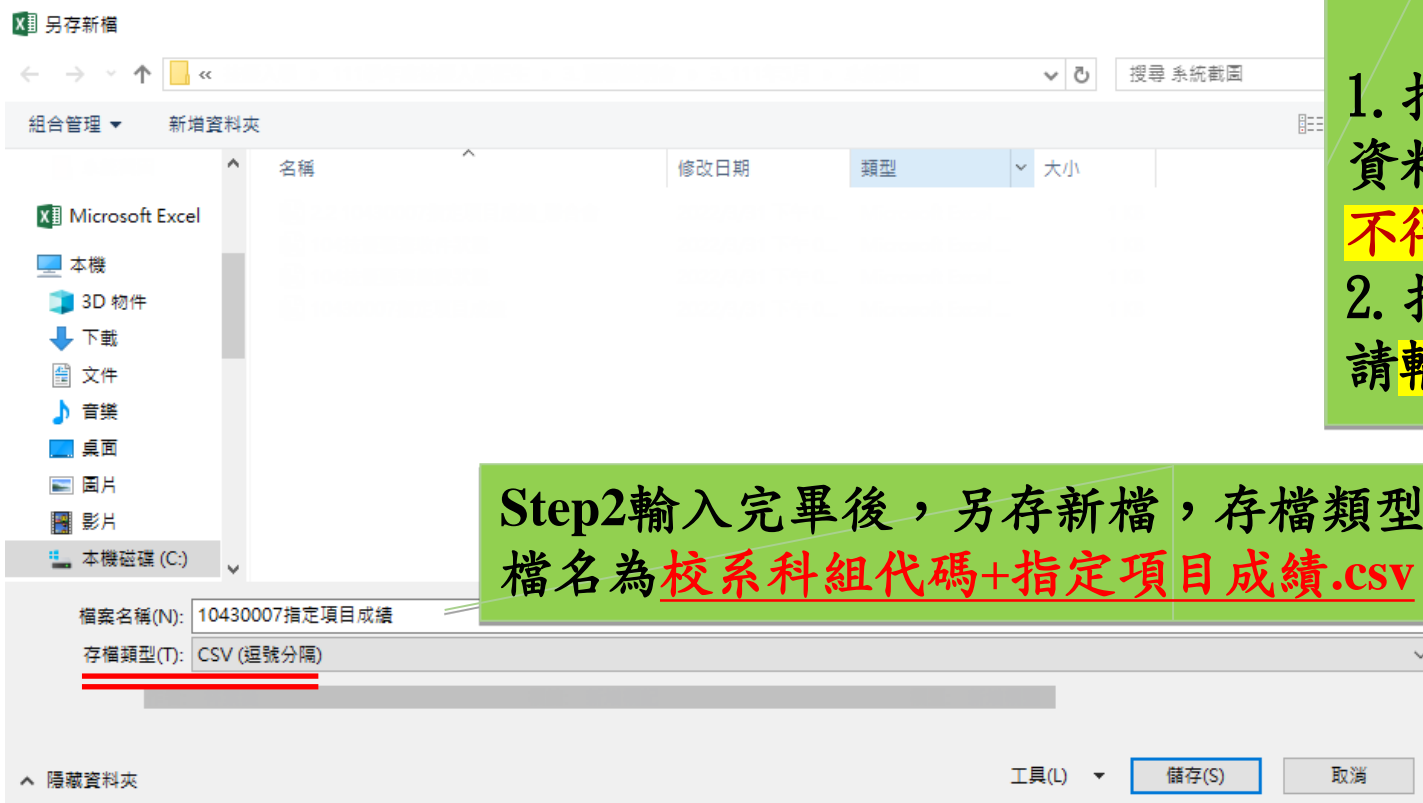 另存新檔
«
搜尋 系統截圖
組合管理
新增資料夾
名稱
修改日期
類型
大小
Microsoft Excel
本機
3D 物件
下載
文件
音樂
桌面
圖片
影片
本機磁碟 (C:)
1.
資料
不得
2.
請輸
Step2輸入完畢後，另存新檔，存檔類型
檔名為校系科組代碼+指定項目成績.csv
檔案名稱(N): 10430007指定項目成績
存檔類型(T): CSV (逗號分隔)
隱藏資料夾
工具(L)
儲存(S)
取消